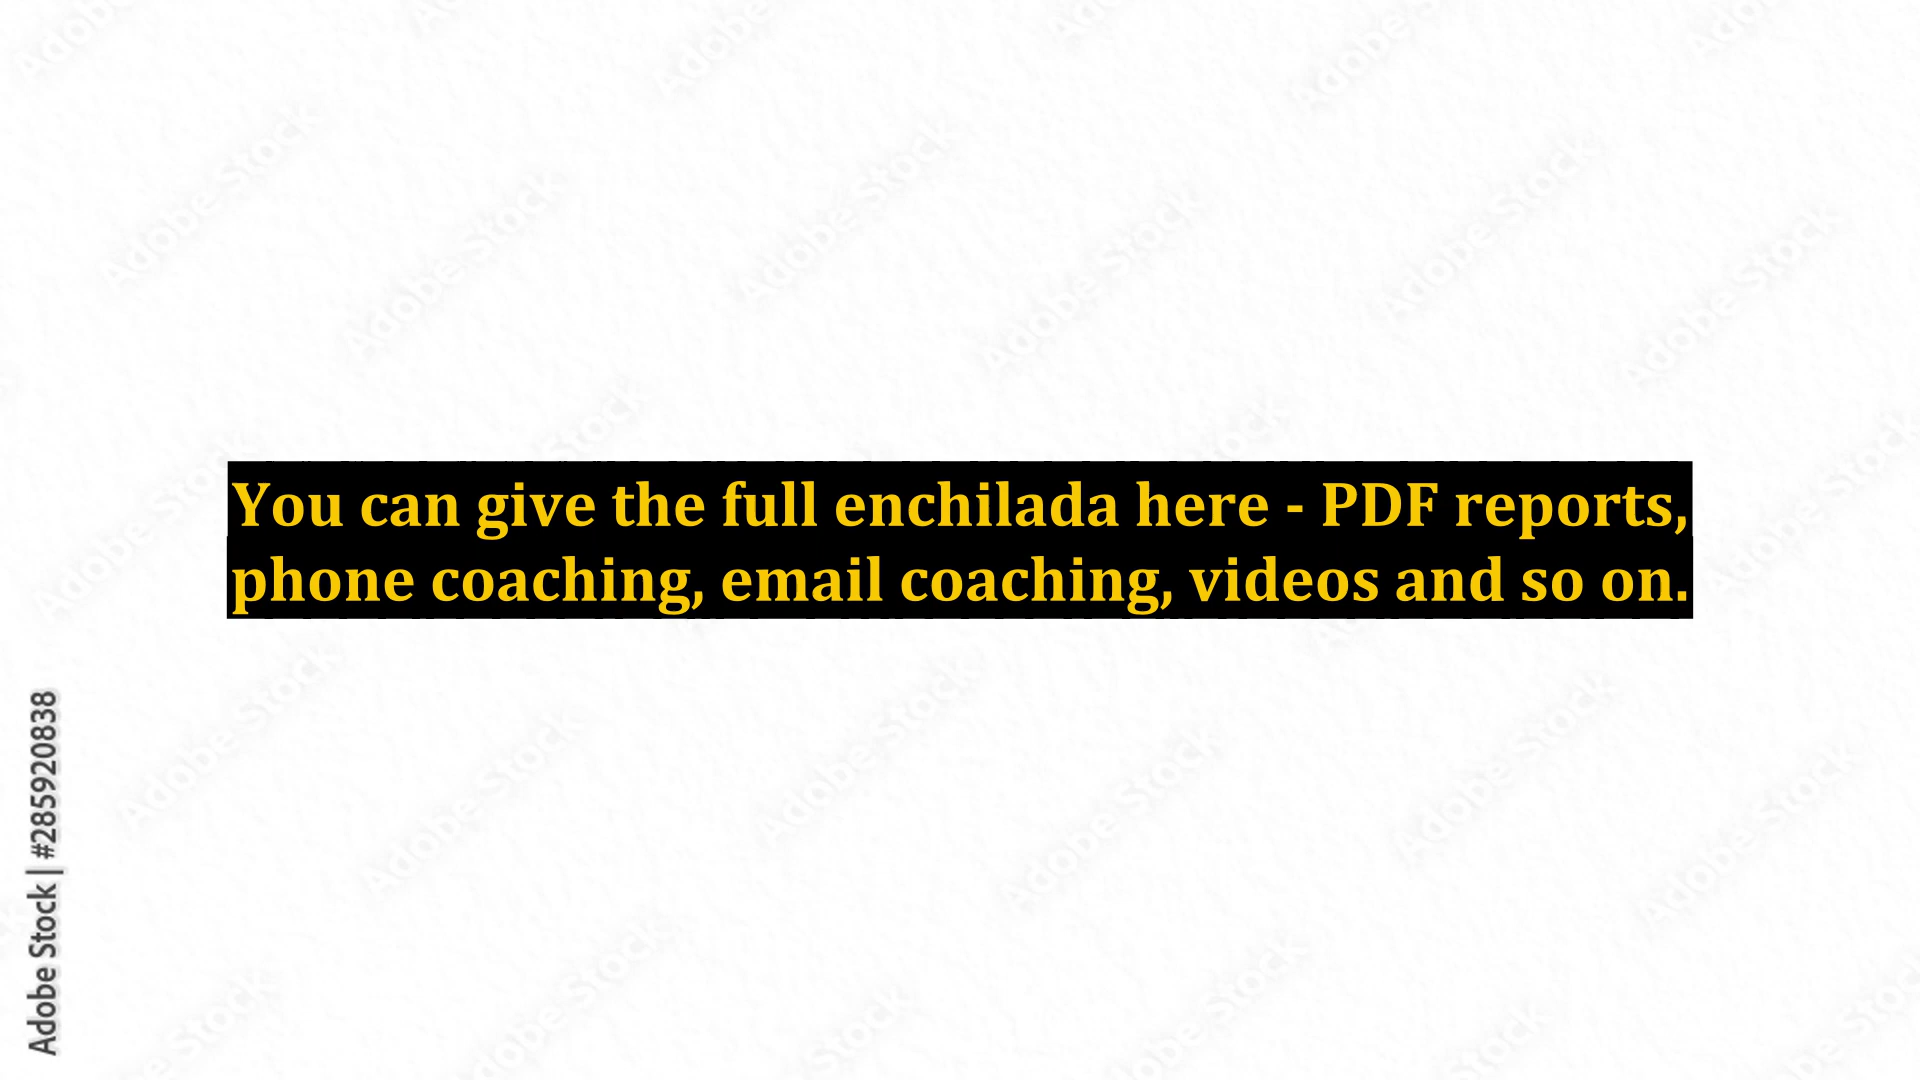 You can give the full enchilada here - PDF reports,
phone coaching, email coaching, videos and so on.
Adobe Stock | #285920838